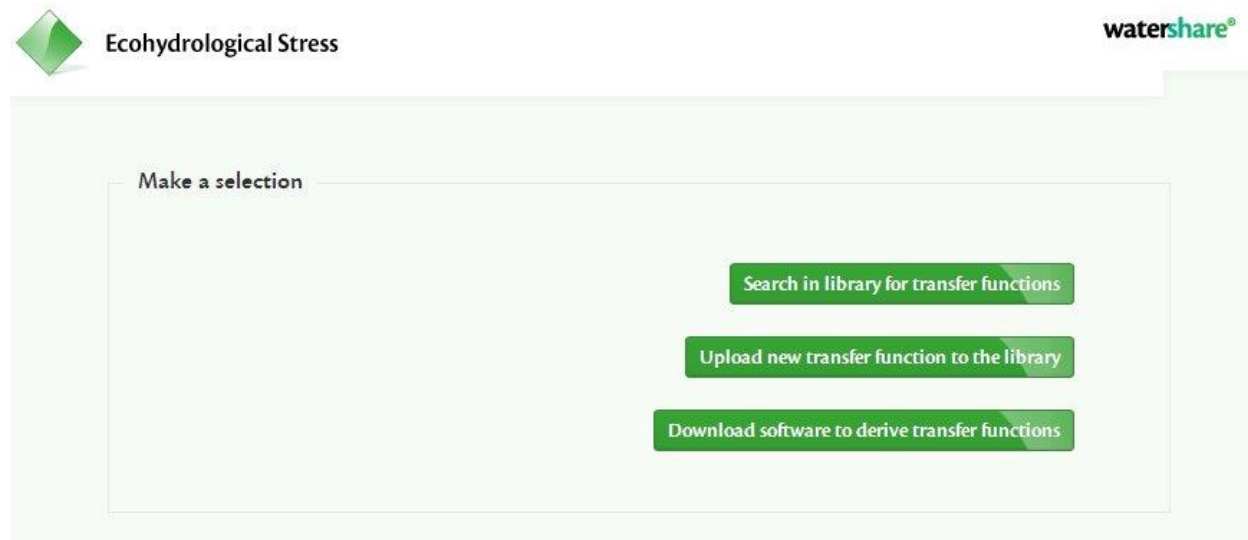 Ecohydrological Stress
watershare®
Make a selection
Search in library for transfer functions
Upload new transfer function to the library
Download software to derive transfer functions